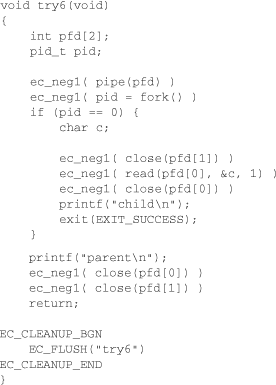 void try6(void)
{
    int pfd[2];
    pid_t pid;

    ec_neg1( pipe(pfd) )
    ec_neg1( pid = fork() )
    if (pid == 0) {
        char c;

        ec_neg1( close(pfd[1]) )
        ec_neg1( read(pfd[0], &c, 1) )
        ec_neg1( close(pfd[0]) )
        printf("child\n");
        exit(EXIT_SUCCESS);
    }

    printf("parent\n");
    ec_neg1( close(pfd[0]) )
    ec_neg1( close(pfd[1]) )
    return;

EC_CLEANUP_BGN
    EC_FLUSH("try6")
EC_CLEANUP_END
}